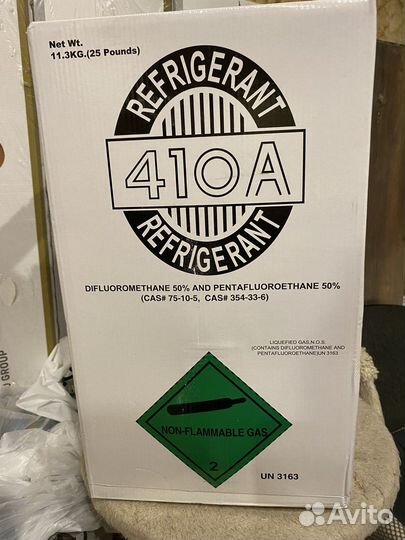 Net Wt.
11.3KG.(25 Pounds)
REFRIGERANT
410A
REFRIGERANT
DIFLUOROMETHANE 50% AND PENTAFLUOROETHANE 50%
(CAS# 75-10-5, CAS# 354-33-6)
LIQUEFIED GAS,N.O.S.
(CONTAINS DIFLUOROMETHANE AND
PENTAFLUOROETHANE)UN 3163
NON-FLAMMABLE GAS
2
UN 3163
GROUP
Avito